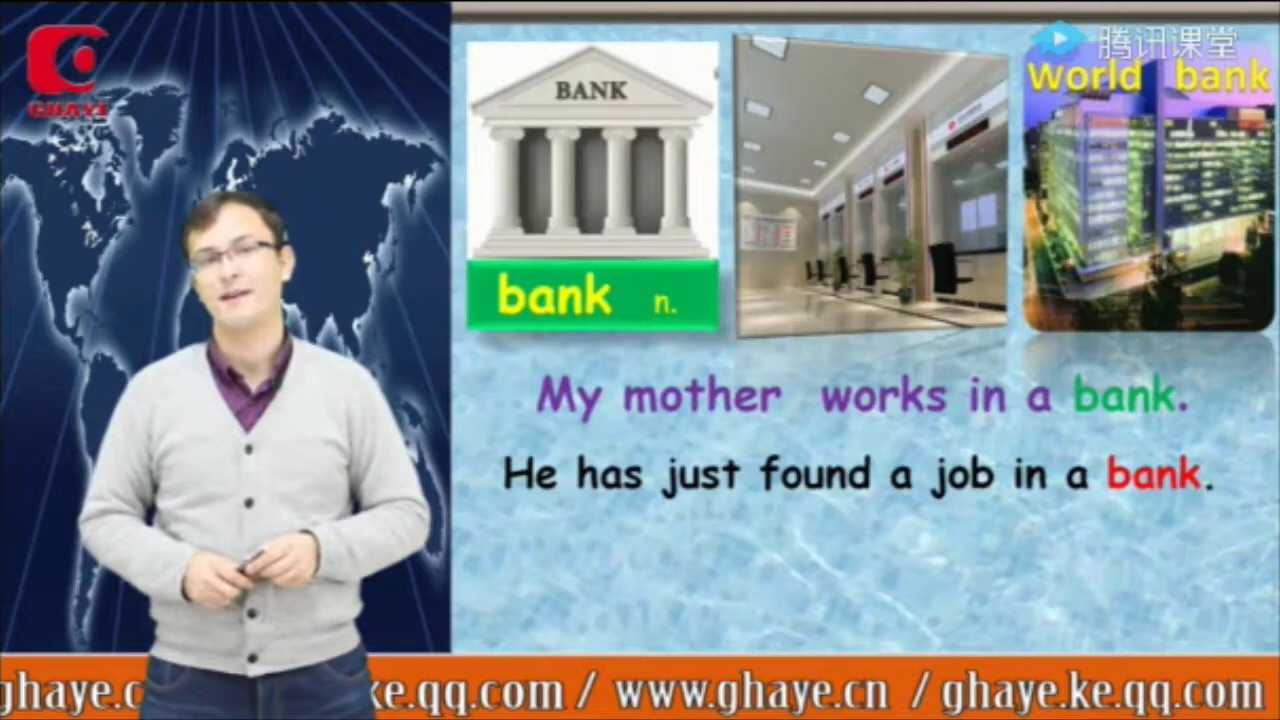 GHAYE
BANK
bank n.
腾讯课堂
World bank
My mother works in a bank.
He has just found a job in a bank.
ghaye.c ke.qq.com / www.ghaye.cn / ghaye.ke.qq.com